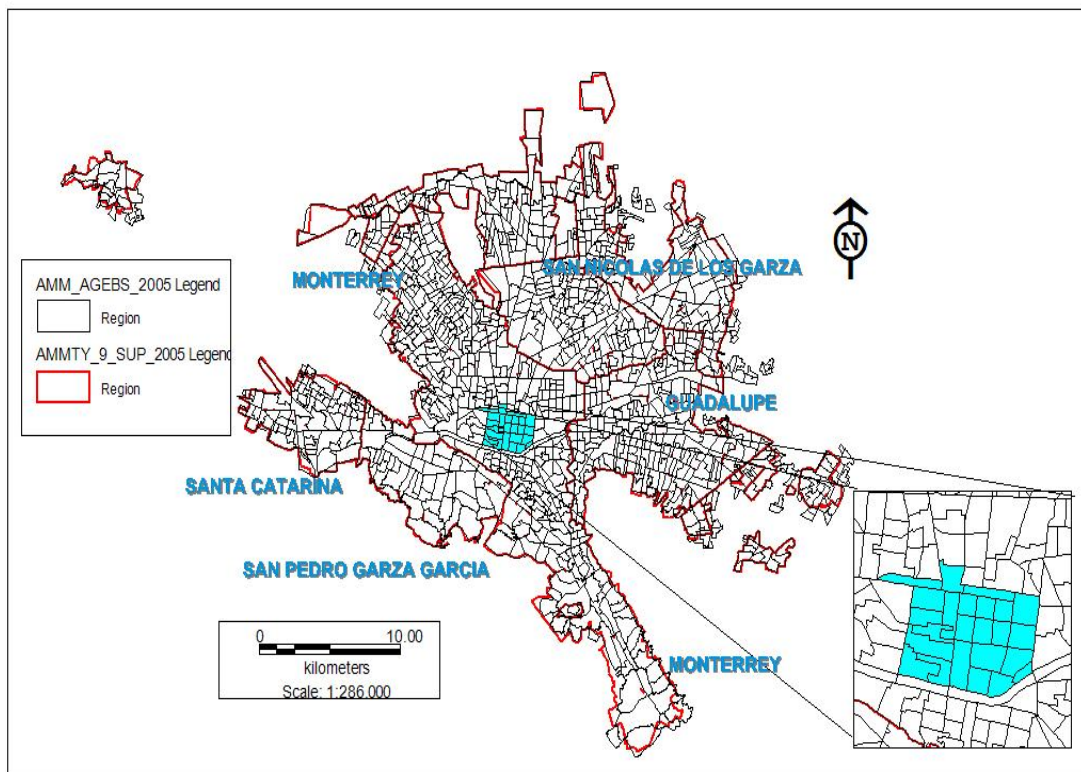 N
MONTERREY
SAN NICOLAS DE LOS GARZA
AMM_AGEBS_2005 Legend
Region
AMMTY_9_SUP_2005 Legend
Region
GUADALUPE
SANTA CATARINA
SAN PEDRO GARZA GARCIA
0 10.00
kilometers
Scale: 1:286.000
MONTERREY